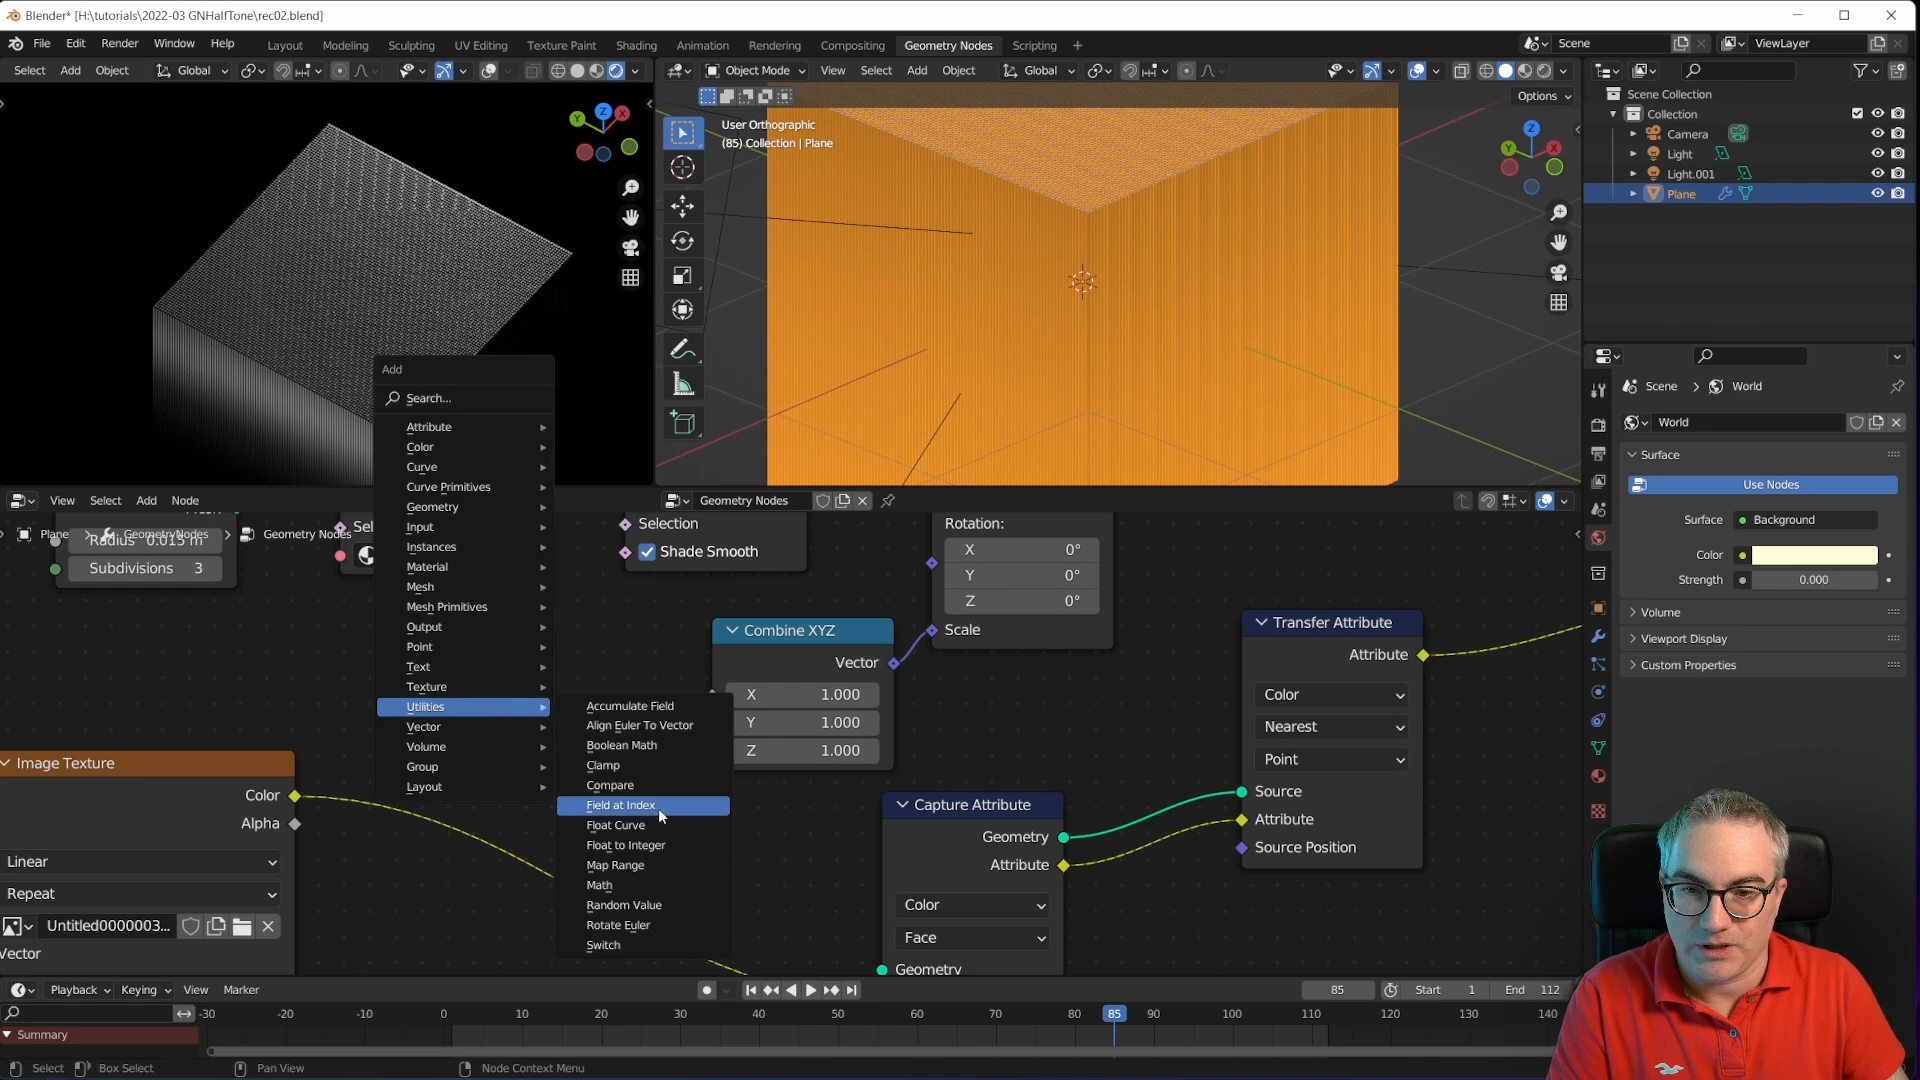 Blender* [H:\tutorials\2022-03 GNHalfTone\rec02.blend]
File Edit Render Window Help Layout Modeling Sculpting UV Editing Texture Paint Shading Animation Rendering Compositing Geometry Nodes Scripting + Scene ViewLayer
Select Add Object Global Object Mode View Select Add Object Global
Options
User Orthographic
(85) Collection | Plane
Z
Y
X
Z
Y
X
Scene Collection
Collection
Camera
Light
Light.001
Plane
Scene > World
World
Surface
Use Nodes
Surface Background
Color
Strength 0.000
Volume
Viewport Display
Custom Properties
Add
Search...
Attribute
Color
Curve
Curve Primitives
Geometry
Input
Instances
Material
Mesh
Mesh Primitives
Output
Point
Text
Texture
Utilities
Vector
Volume
Group
Layout
Accumulate Field
Align Euler To Vector
Boolean Math
Clamp
Compare
Field at Index
Float Curve
Float to Integer
Map Range
Math
Random Value
Rotate Euler
Switch
View Select Add Node Geometry Nodes
Plane GeometryNodes Geometry Nodes
Radius 0.015 m
Subdivisions 3
Sel
Selection
Shade Smooth
Rotation:
X 0°
Y 0°
Z 0°
Scale
Combine XYZ
Vector
X 1.000
Y 1.000
Z 1.000
Transfer Attribute
Attribute
Color
Nearest
Point
Source
Attribute
Source Position
Capture Attribute
Geometry
Attribute
Color
Face
Geometry
Image Texture
Color
Alpha
Linear
Repeat
Untitled0000003...
Vector
Playback Keying View Marker 85 Start 1 End 112
-30 -20 -10 0 10 20 30 40 50 60 70 80 85 90 100 110 120 130 140
Summary
Select Box Select Pan View Node Context Menu